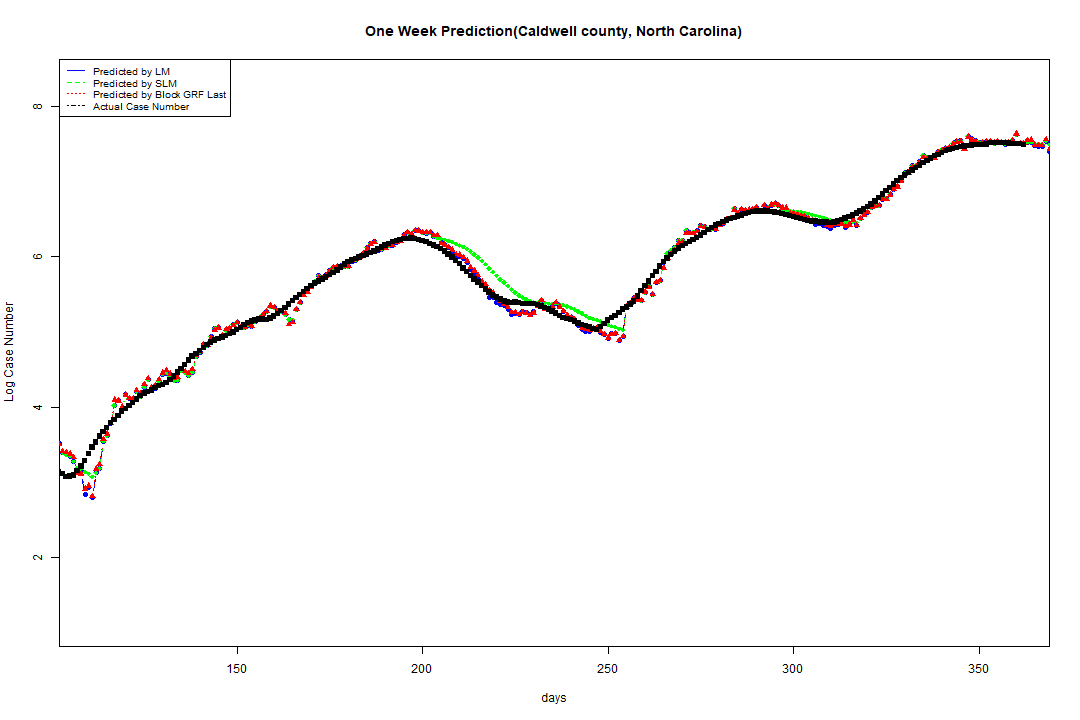 One Week Prediction(Caldwell county, North Carolina)
Predicted by LM
Predicted by SLM
Predicted by Block GRF Last
Actual Case Number
8
6
4
2
Log Case Number
150 200 250 300 350
days